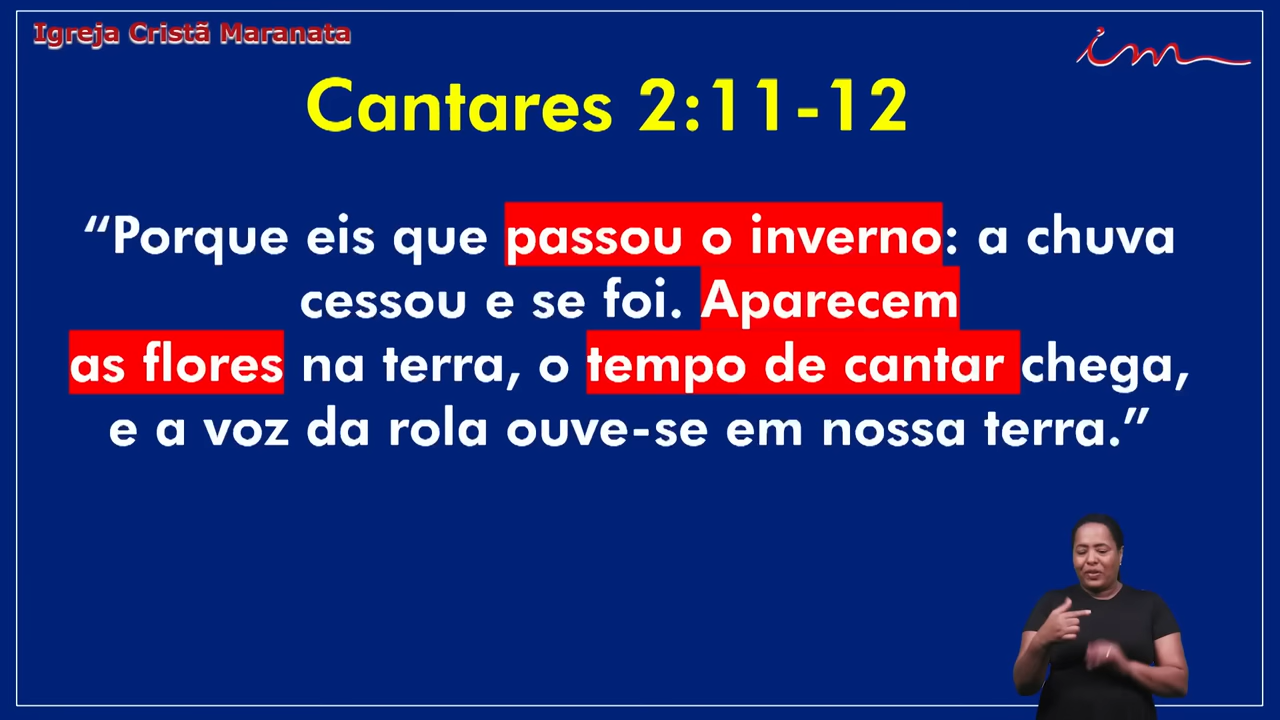 Igreja Cristã Maranata
im
Cantares 2:11-12
“Porque eis que passou o inverno: a chuva
cessou e se foi. Aparecem
as flores na terra, o tempo de cantar chega,
e a voz da rola ouve-se em nossa terra.”